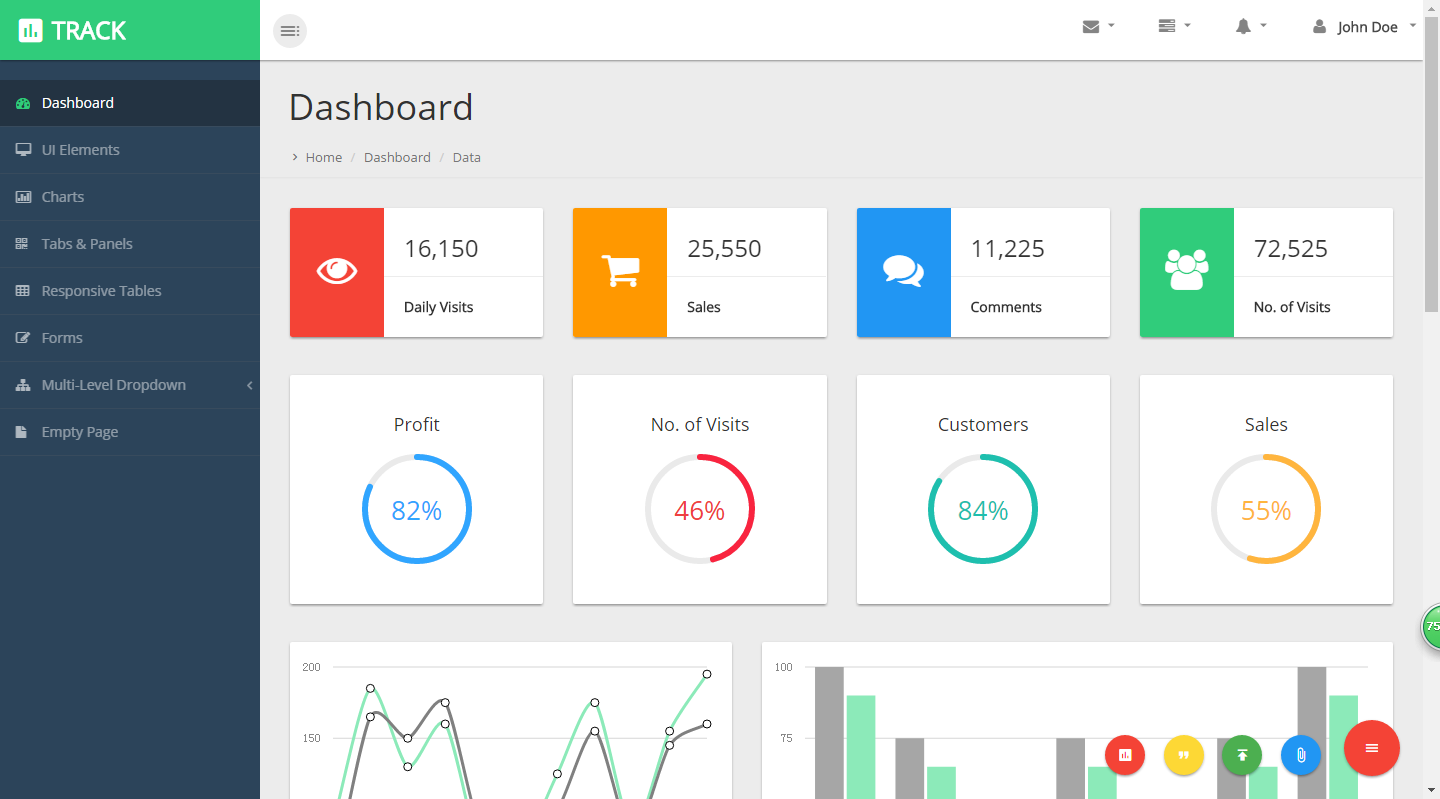 TRACK
John Doe
Dashboard
UI Elements
Charts
Tabs & Panels
Responsive Tables
Forms
Multi-Level Dropdown
Empty Page
Dashboard
Home / Dashboard / Data
16,150
Daily Visits
25,550
Sales
11,225
Comments
72,525
No. of Visits
Profit
82%
No. of Visits
46%
Customers
84%
Sales
55%
200
150
100
75
75